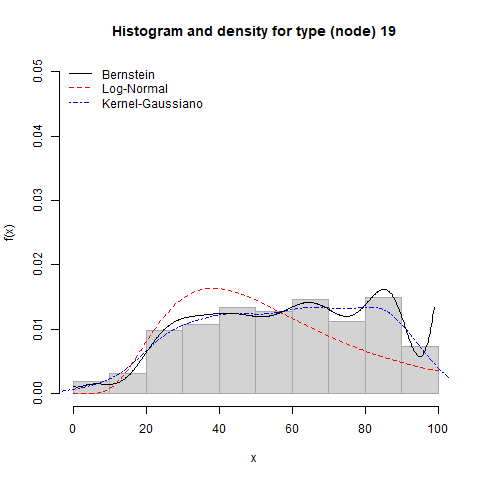 Histogram and density for type (node) 19
Bernstein
Log-Normal
Kernel-Gaussiano
f(x)
0.05
0.04
0.03
0.02
0.01
0.00
0 20 40 60 80 100
x